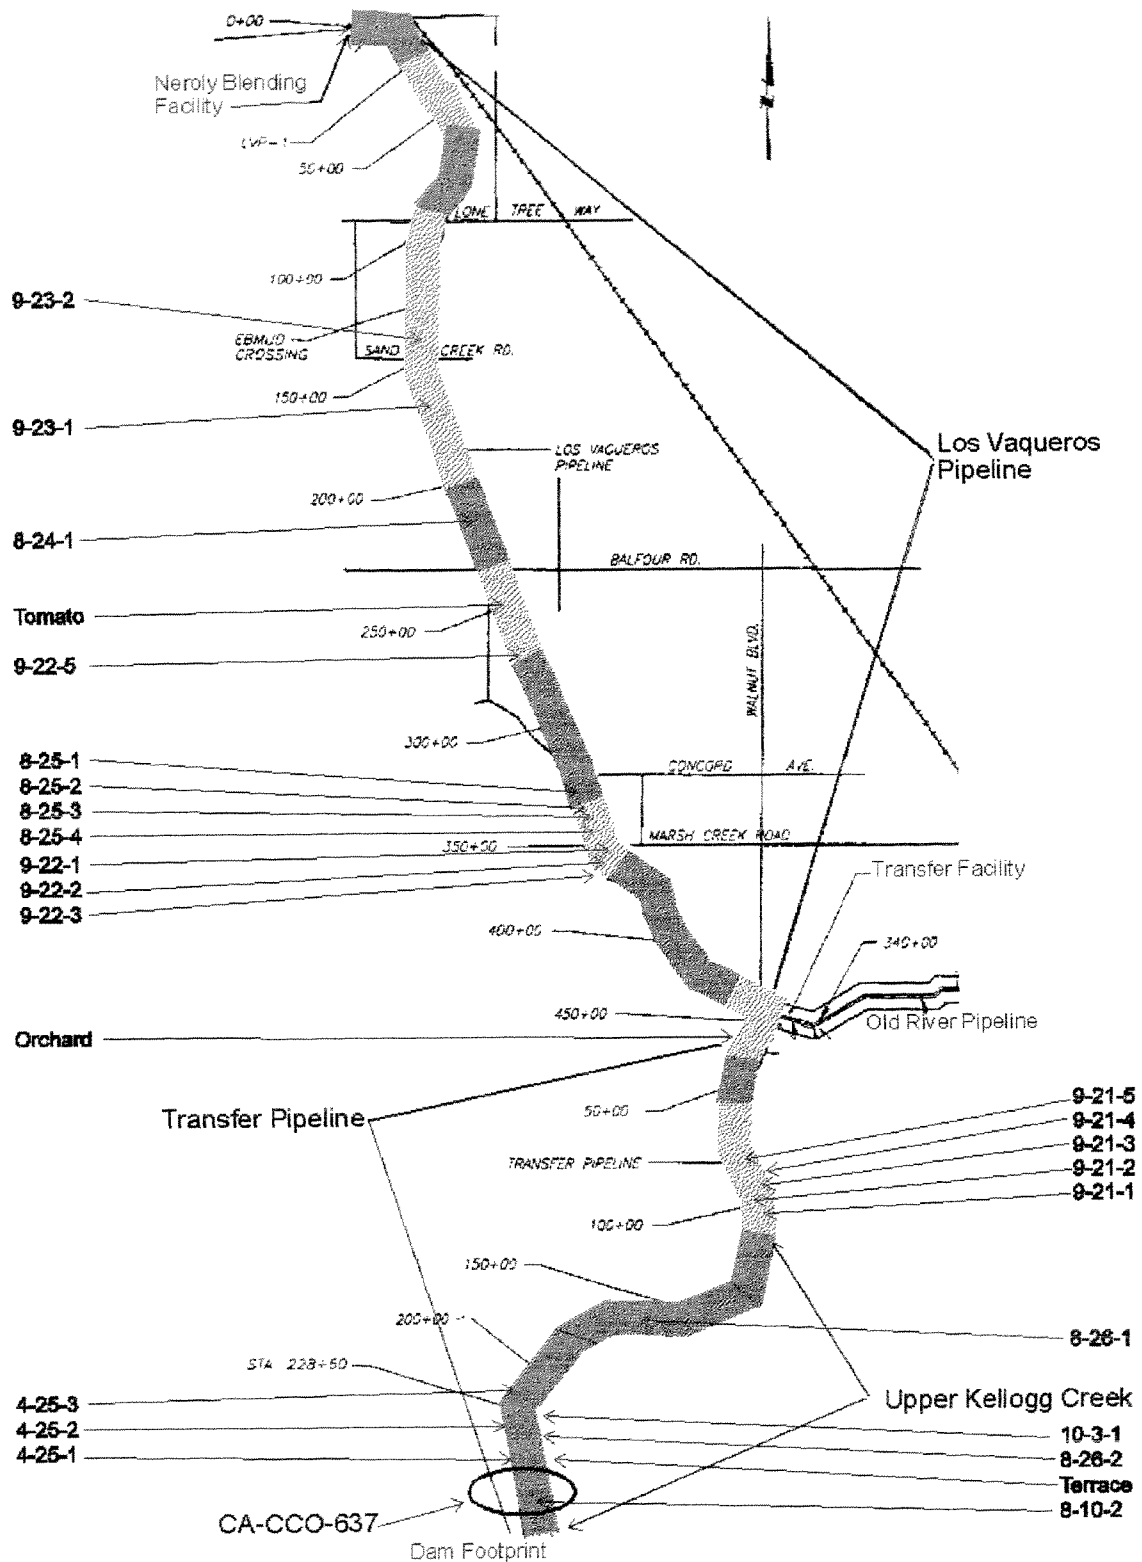 0+00
Neroly Blending
Facility
LVP-1
50+00
LONE TREE WAY
100+00
9-23-2
EBMUD
CROSSING
SAND CREEK RD.
150+00
9-23-1
LOS VAQUEROS
PIPELINE
Los Vaqueros
Pipeline
200+00
8-24-1
BALFOUR RD.
Tomato
250+00
WALNUT BLVD.
9-22-5
300+00
8-25-1
CONCORD AVE.
8-25-2
8-25-3
8-25-4
MARSH CREEK ROAD
350+00
9-22-1
Transfer Facility
9-22-2
9-22-3
400+00
340+00
450+00
Old River Pipeline
Orchard
Transfer Pipeline
50+00
9-21-5
9-21-4
9-21-3
TRANSFER PIPELINE
9-21-2
9-21-1
100+00
150+00
200+00
8-26-1
STA 228+50
4-25-3
Upper Kellogg Creek
4-25-2
10-3-1
4-25-1
8-26-2
Terrace
8-10-2
CA-CCO-637
Dam Footprint